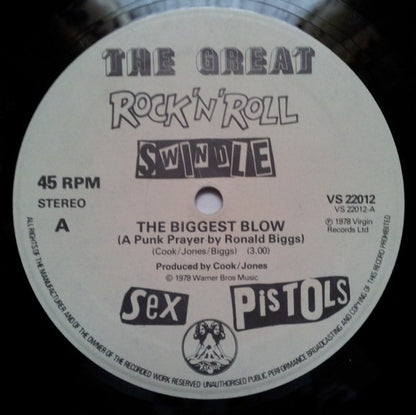 THE GREAT
ROCK'N'ROLL
SWINDLE
45 RPM
STEREO
A
VS 22012
VS 22012-A
℗ 1978 Virgin
Records Ltd
THE BIGGEST BLOW
(A Punk Prayer by Ronald Biggs)
(Cook/Jones/Biggs) (3.00)
Produced by Cook/Jones
© 1978 Warner Bros Music
SEX PISTOLS
ALL RIGHTS OF THE MANUFACTURER AND OF THE OWNER OF THE RECORDED WORK RESERVED UNAUTHORISED PUBLIC PERFORMANCE BROADCASTING AND COPYING OF THIS RECORD PROHIBITED